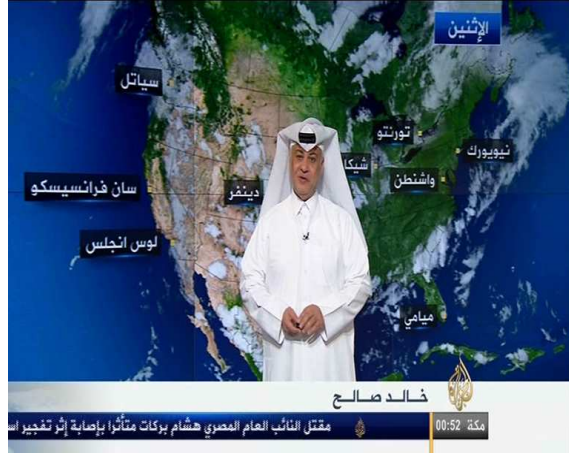 الإثنين
سياتل
تورنتو
نيويورك
شيكا
واشنطن
دينفر
سان فرانسيسكو
لوس انجلس
ميامي
خالد صالح
مكة 00:52
مقتل النائب العام المصري هشام بركات متأثرا بإصابة إثر تفجير اس